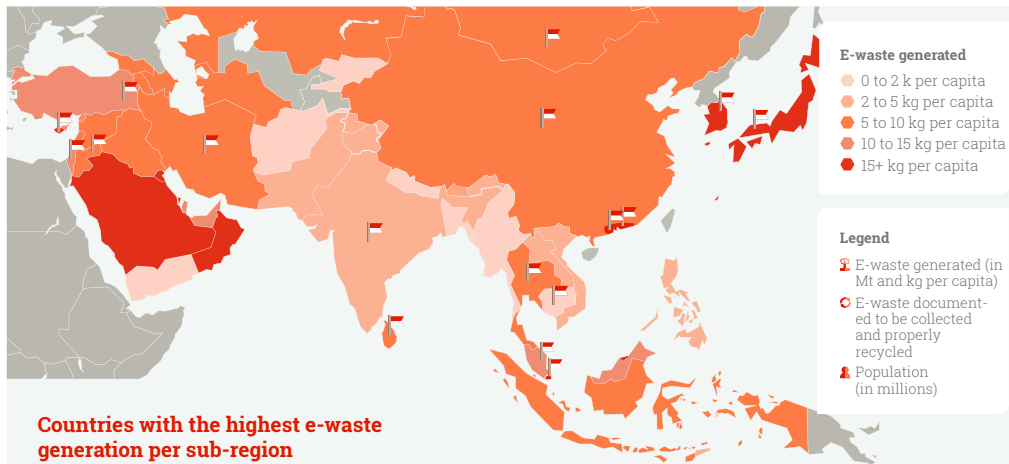 E-waste generated
0 to 2 k per capita
2 to 5 kg per capita
5 to 10 kg per capita
10 to 15 kg per capita
15+ kg per capita
Legend
E-waste generated (in
Mt and kg per capita)
E-waste document-
ed to be collected
and properly
recycled
Population
(in millions)
Countries with the highest e-waste
generation per sub-region